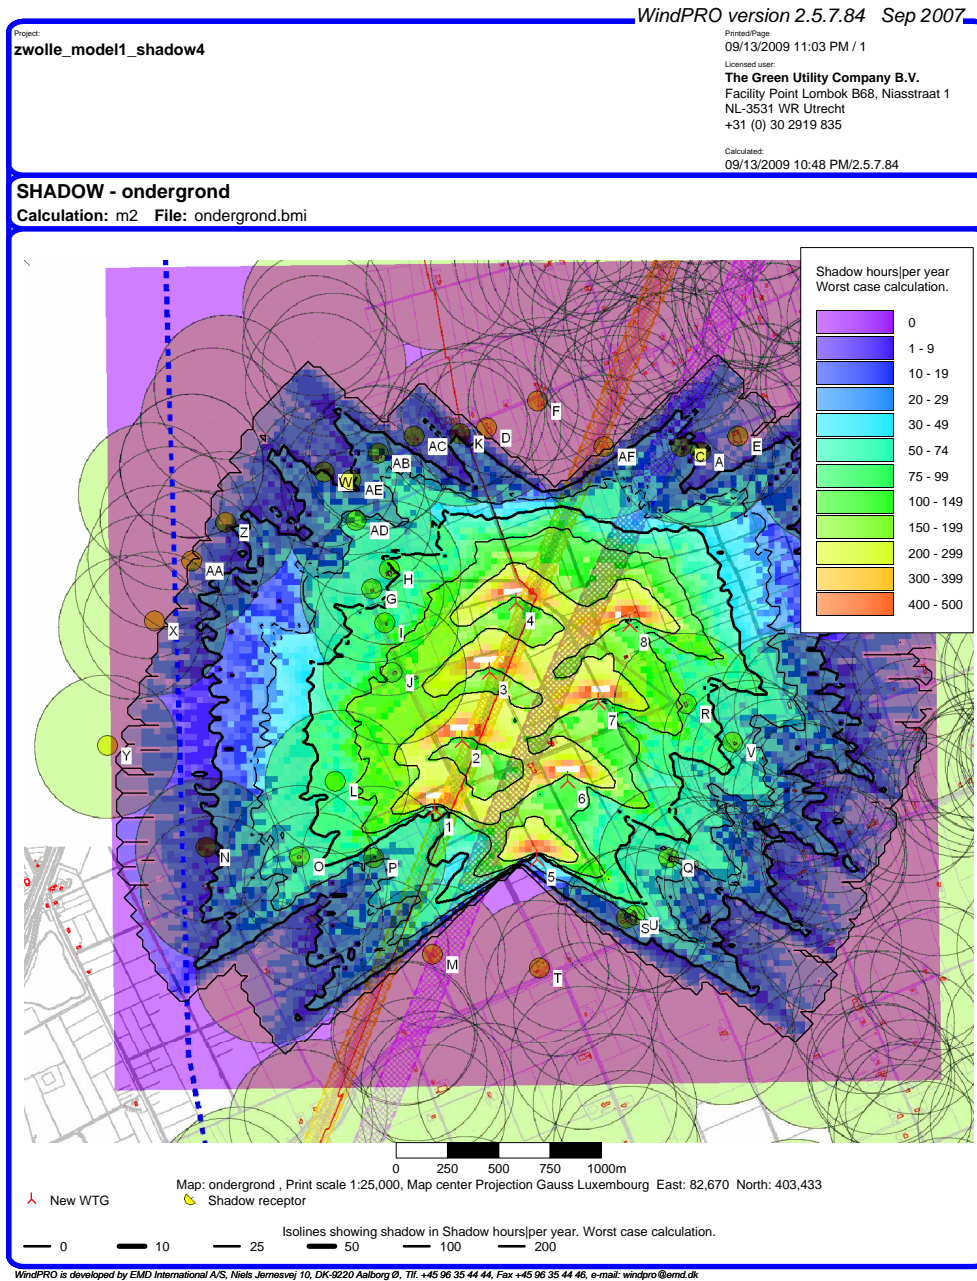 WindPRO version 2.5.7.84 Sep 2007
Project:
zwolle_model1_shadow4
Printed/Page
09/13/2009 11:03 PM / 1
Licensed user:
The Green Utility Company B.V.
Facility Point Lombok B68, Niasstraat 1
NL-3531 WR Utrecht
+31 (0) 30 2919 835
Calculated:
09/13/2009 10:48 PM/2.5.7.84
SHADOW - ondergrond
Calculation: m2 File: ondergrond.bmi
Shadow hours|per year
Worst case calculation.
0
1 - 9
10 - 19
20 - 29
30 - 49
50 - 74
75 - 99
100 - 149
150 - 199
200 - 299
300 - 399
400 - 500
F
D
K
AC
AB
AF
C
A
E
W
AE
Z
AD
AA
H
G
X
I
4
8
J
3
R
7
Y
2
V
L
6
1
N
O
P
5
Q
S
U
M
T
0 250 500 750 1000m
Map: ondergrond , Print scale 1:25,000, Map center Projection Gauss Luxembourg East: 82,670 North: 403,433
New WTG
Shadow receptor
Isolines showing shadow in Shadow hours|per year. Worst case calculation.
0 10 25 50 100 200
WindPRO is developed by EMD International A/S, Niels Jernesvej 10, DK-9220 Aalborg Ø, Tlf. +45 96 35 44 44, Fax +45 96 35 44 46, e-mail: windpro@emd.dk